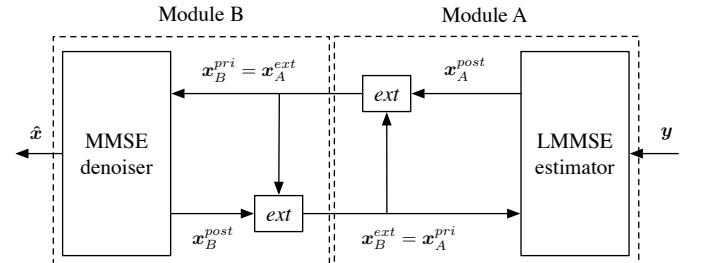 Module B
Module A
x_B^{pri} = x_A^{ext}
x_A^{post}
ext
x̂
MMSE
denoiser
LMMSE
estimator
y
ext
x_B^{post}
x_B^{ext} = x_A^{pri}